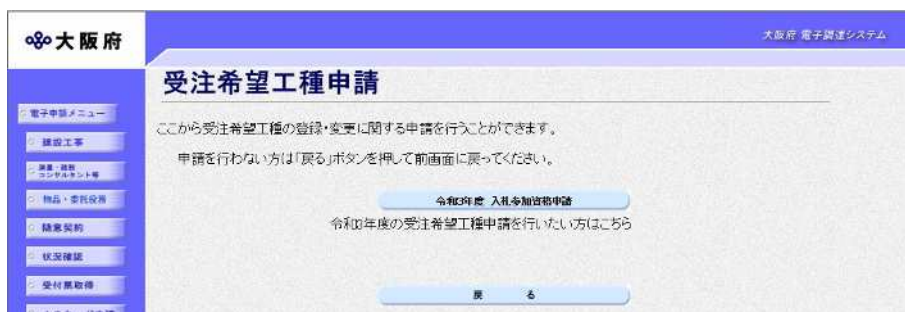 大阪府
大阪府 電子調達システム
受注希望工種申請
電子申請メニュー
建設工事
測量・建設
コンサルタント等
物品・委託役務
随意契約
状況確認
受付票取得
ここから受注希望工種の登録・変更に関する申請を行うことができます。
申請を行わない方は「戻る」ボタンを押して前画面に戻ってください。
令和3年度 入札参加資格申請
令和3年度の受注希望工種申請を行いたい方はこちら
戻 る